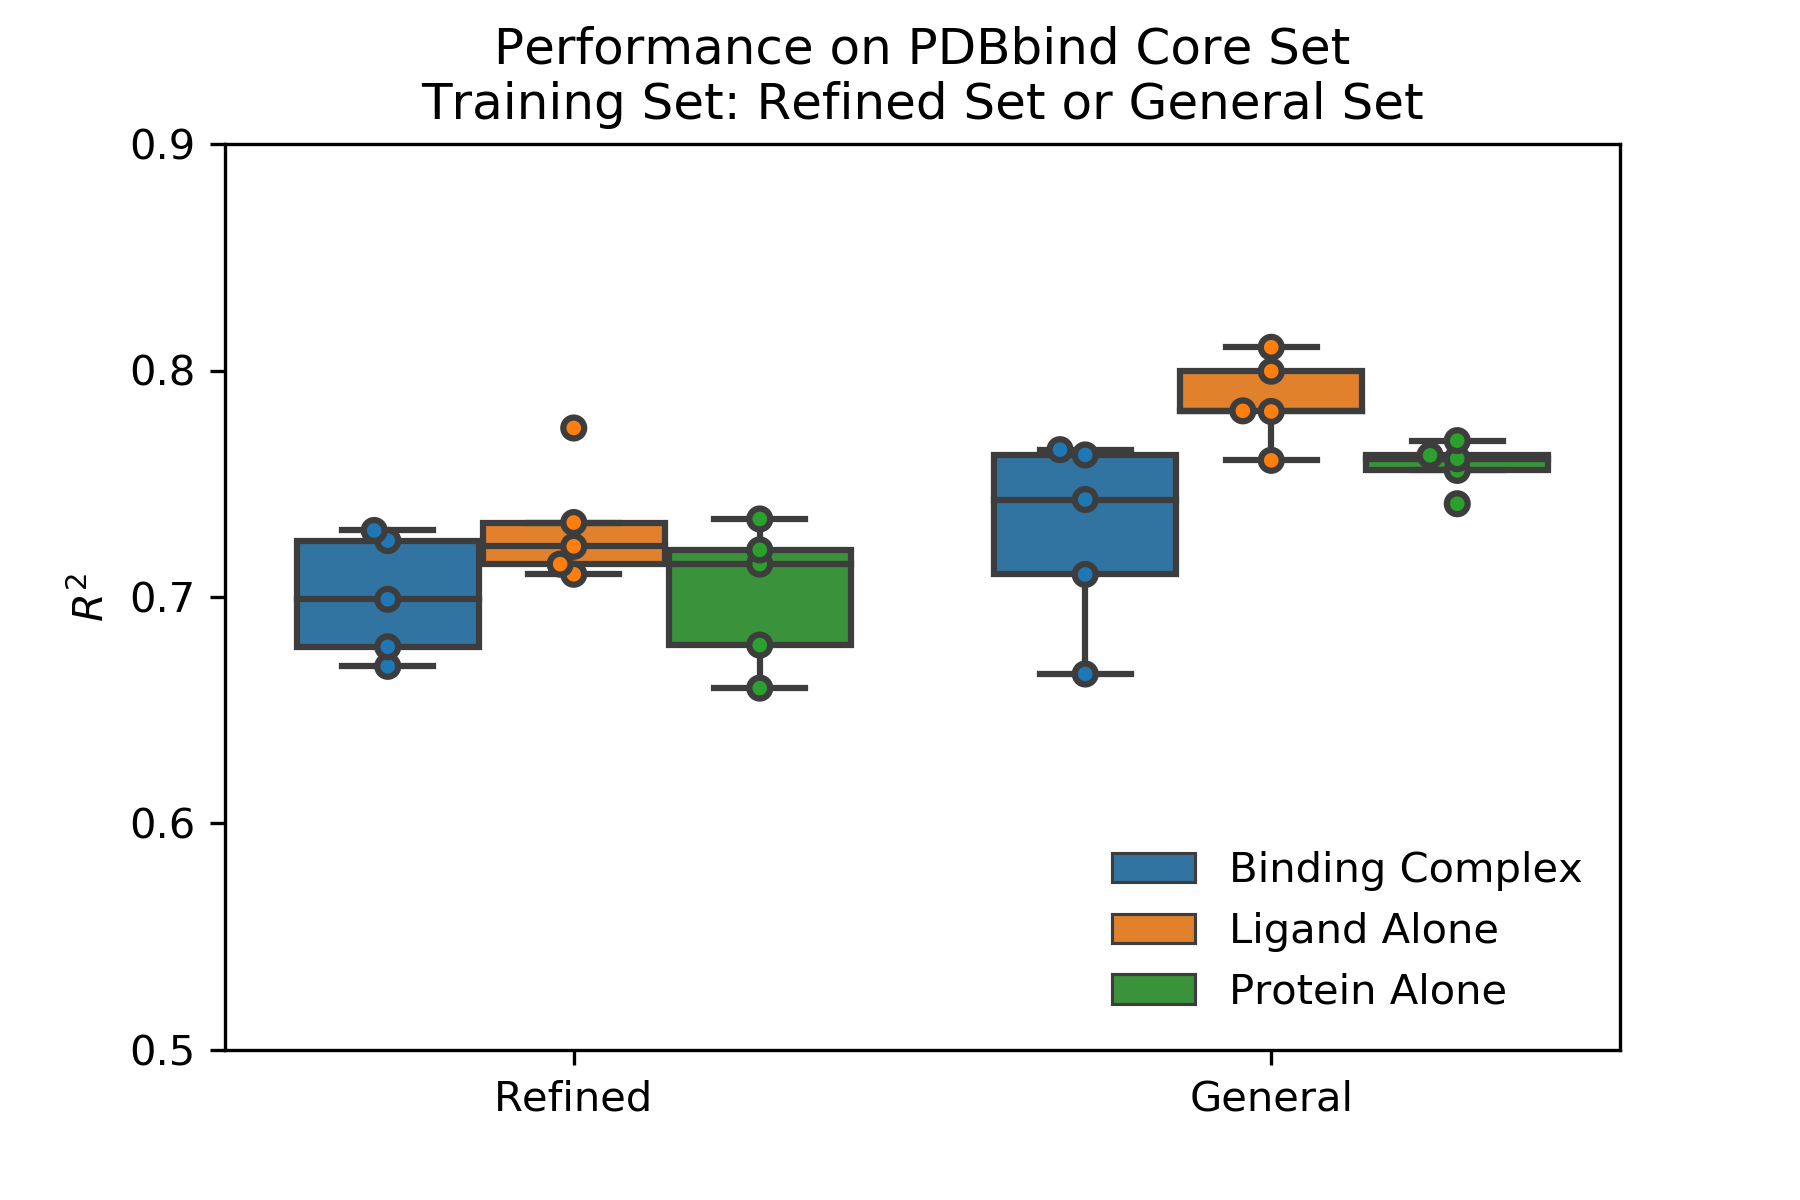 Performance on PDBbind Core Set
Training Set: Refined Set or General Set
0.9
0.8
0.7
0.6
0.5
R²
Refined
General
Binding Complex
Ligand Alone
Protein Alone